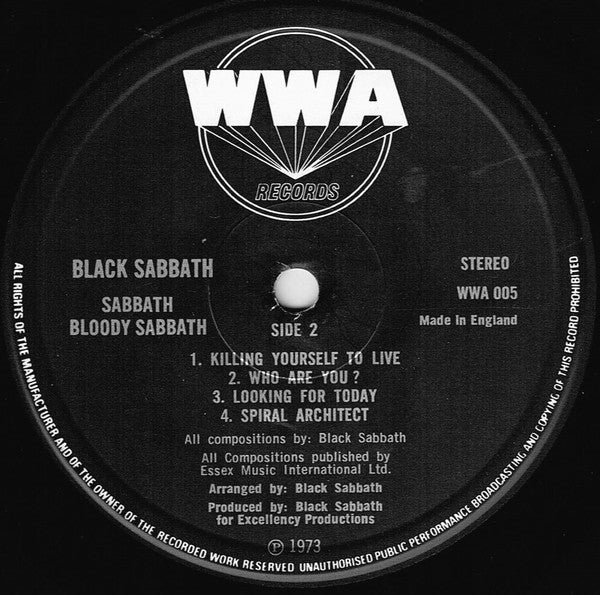 WWA
RECORDS
BLACK SABBATH
SABBATH
BLOODY SABBATH
STEREO
WWA 005
Made in England
SIDE 2
1. KILLING YOURSELF TO LIVE
2. WHO ARE YOU?
3. LOOKING FOR TODAY
4. SPIRAL ARCHITECT
All compositions by: Black Sabbath
All Compositions published by
Essex Music International Ltd.
Arranged by: Black Sabbath
Produced by: Black Sabbath
for Excellency Productions
℗ 1973
ALL RIGHTS OF THE MANUFACTURER AND OF THE OWNER OF THE RECORDED WORK RESERVED UNAUTHORISED PUBLIC PERFORMANCE BROADCASTING AND COPYING OF THIS RECORD PROHIBITED